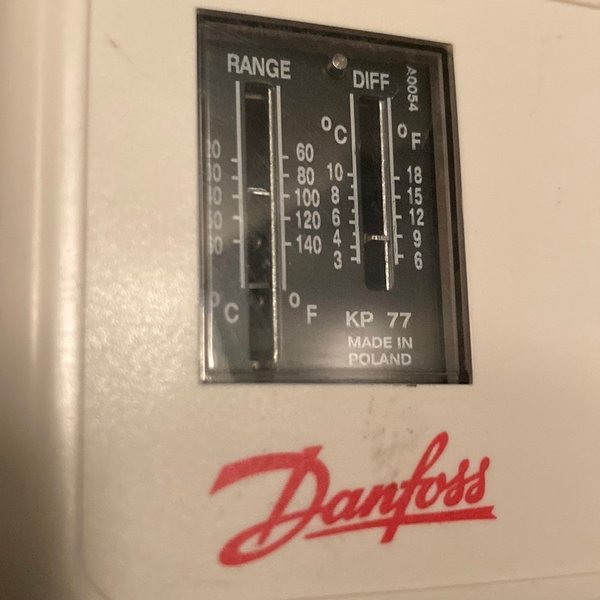 RANGE
DIFF
A0054
°C
°F
60
80
100
120
140
10
8
6
4
3
18
15
12
9
6
°C
°F
KP 77
MADE IN
POLAND
Danfoss